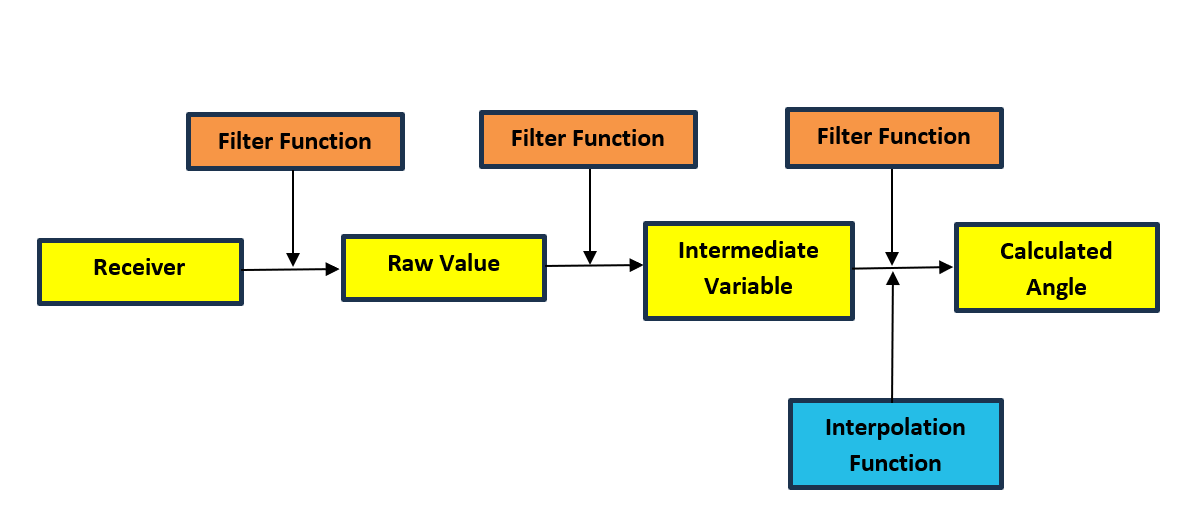 Filter Function
Filter Function
Filter Function
Receiver
Raw Value
Intermediate
Variable
Calculated
Angle
Interpolation
Function